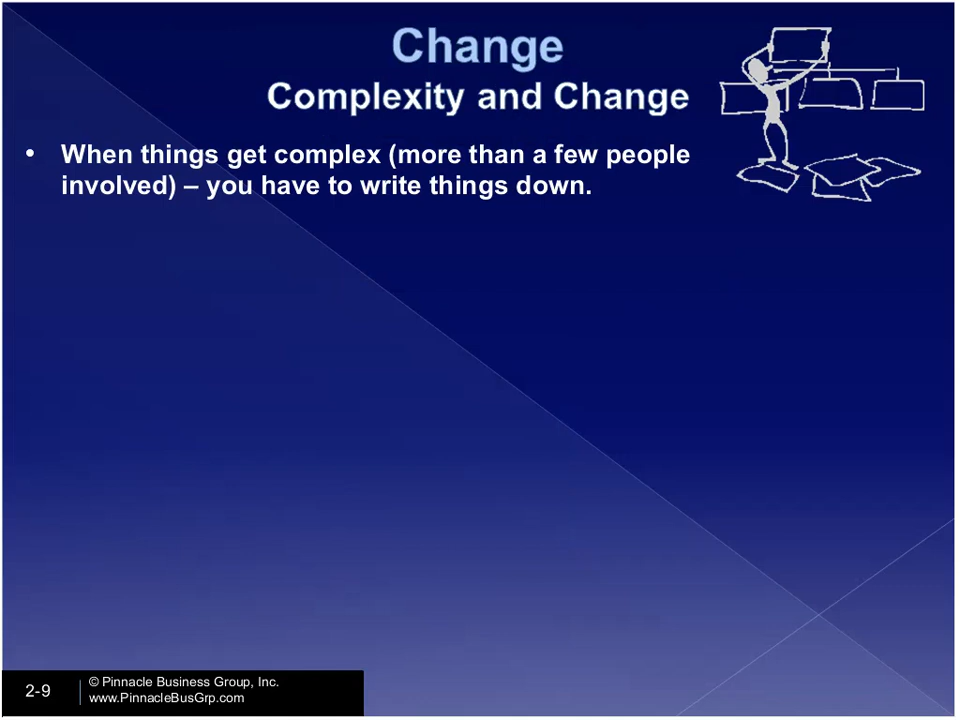 Change
Complexity and Change
• When things get complex (more than a few people
involved) – you have to write things down.
2-9
© Pinnacle Business Group, Inc.
www.PinnacleBusGrp.com